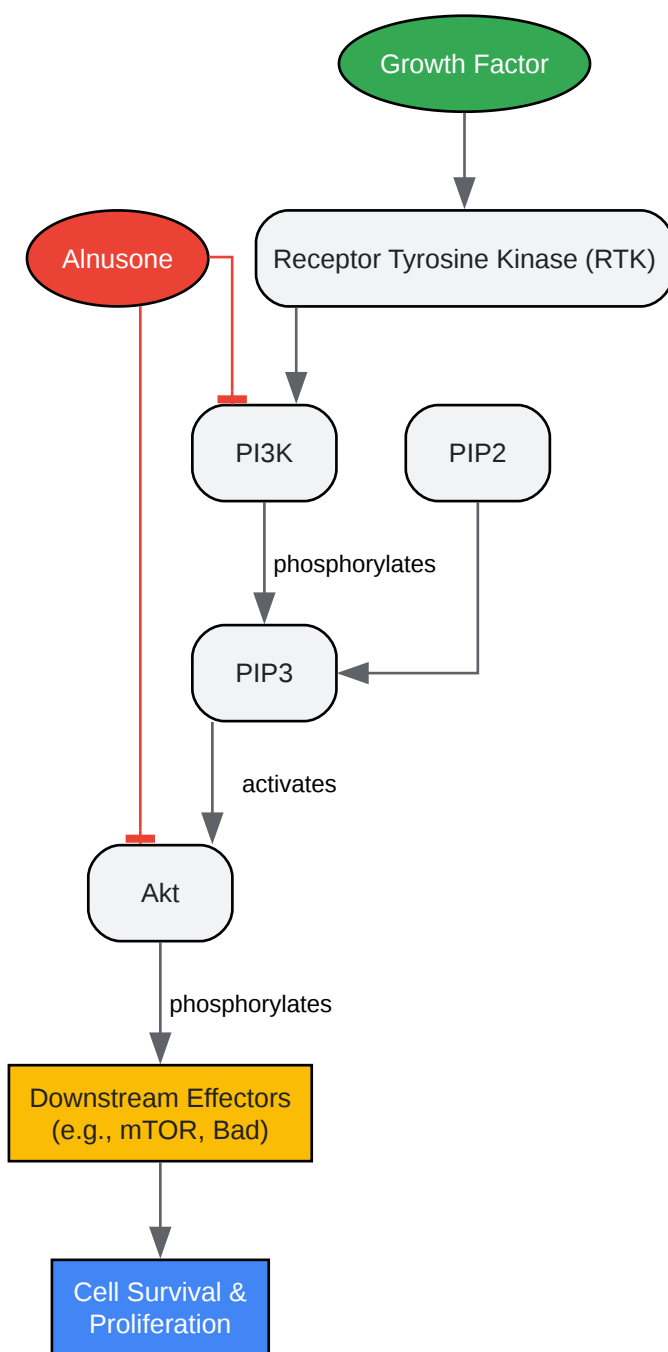 Growth Factor
Alnusone
Receptor Tyrosine Kinase (RTK)
PI3K
PIP2
phosphorylates
PIP3
activates
Akt
phosphorylates
Downstream Effectors
(e.g., mTOR, Bad)
Cell Survival &
Proliferation